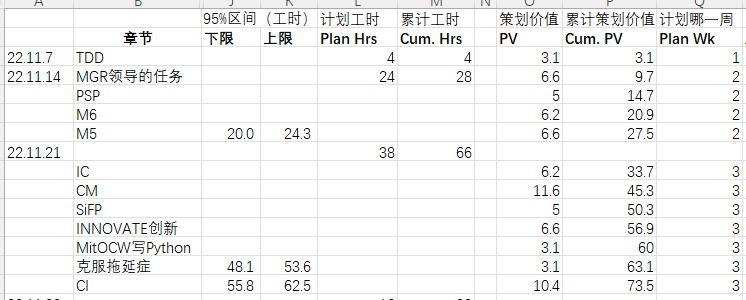 A B J K L M N O P Q
95%区间（工时） 计划工时 累计工时 策划价值 累计策划价值 计划哪一周
章节 下限 上限 Plan Hrs Cum. Hrs PV Cum. PV Plan Wk
22.11.7 TDD 4 4 3.1 3.1 1
22.11.14 MGR领导的任务 24 28 6.6 9.7 2
PSP 5 14.7 2
M6 6.2 20.9 2
M5 20.0 24.3 6.6 27.5 2
22.11.21 38 66
IC 6.2 33.7 3
CM 11.6 45.3 3
SiFP 5 50.3 3
INNOVATE创新 6.6 56.9 3
MitOCW写Python 3.1 60 3
克服拖延症 48.1 53.6 3.1 63.1 3
CI 55.8 62.5 10.4 73.5 3